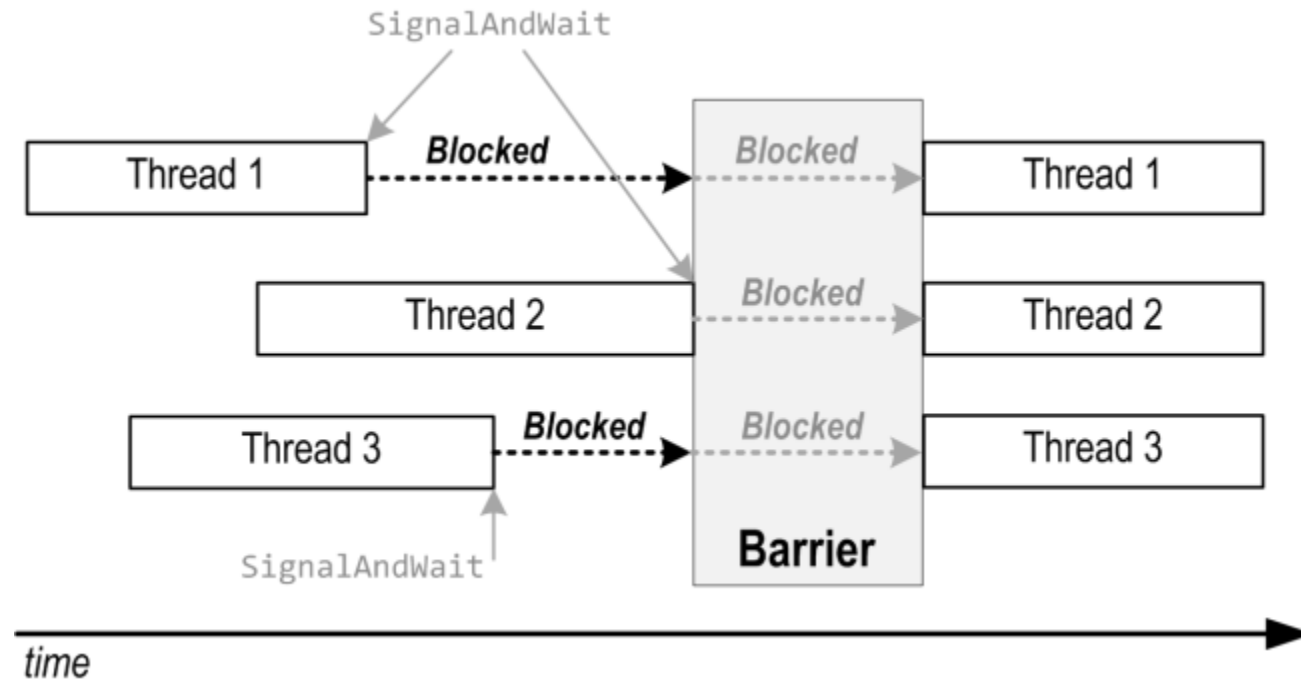 SignalAndWait
Thread 1
Blocked
Blocked
Thread 1
Thread 2
Blocked
Thread 2
Thread 3
Blocked
Blocked
Thread 3
Barrier
SignalAndWait
time